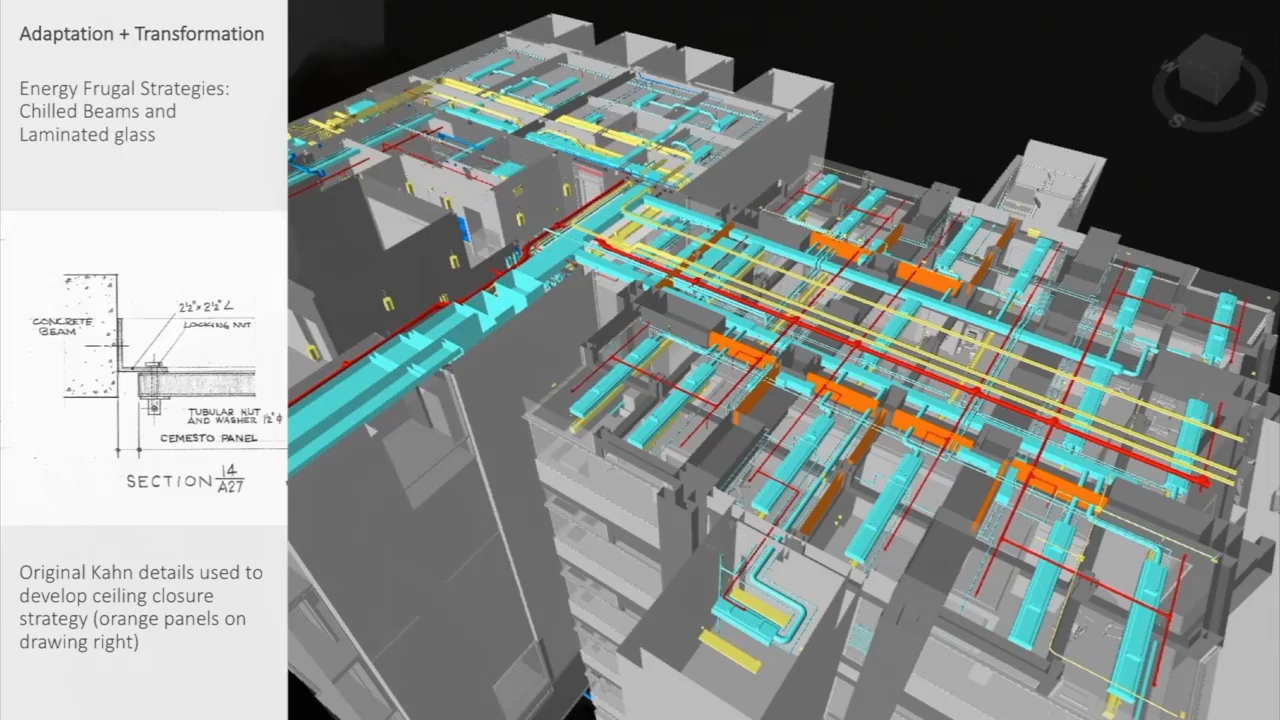 Adaptation + Transformation
Energy Frugal Strategies:
Chilled Beams and
Laminated glass
2½"x2½"∠
CONCRETE
BEAM
LOCKING NUT
TUBULAR NUT
AND WASHER
CEMESTO PANEL
SECTION 14
A27
Original Kahn details used to
develop ceiling closure
strategy (orange panels on
drawing right)
W
S
E